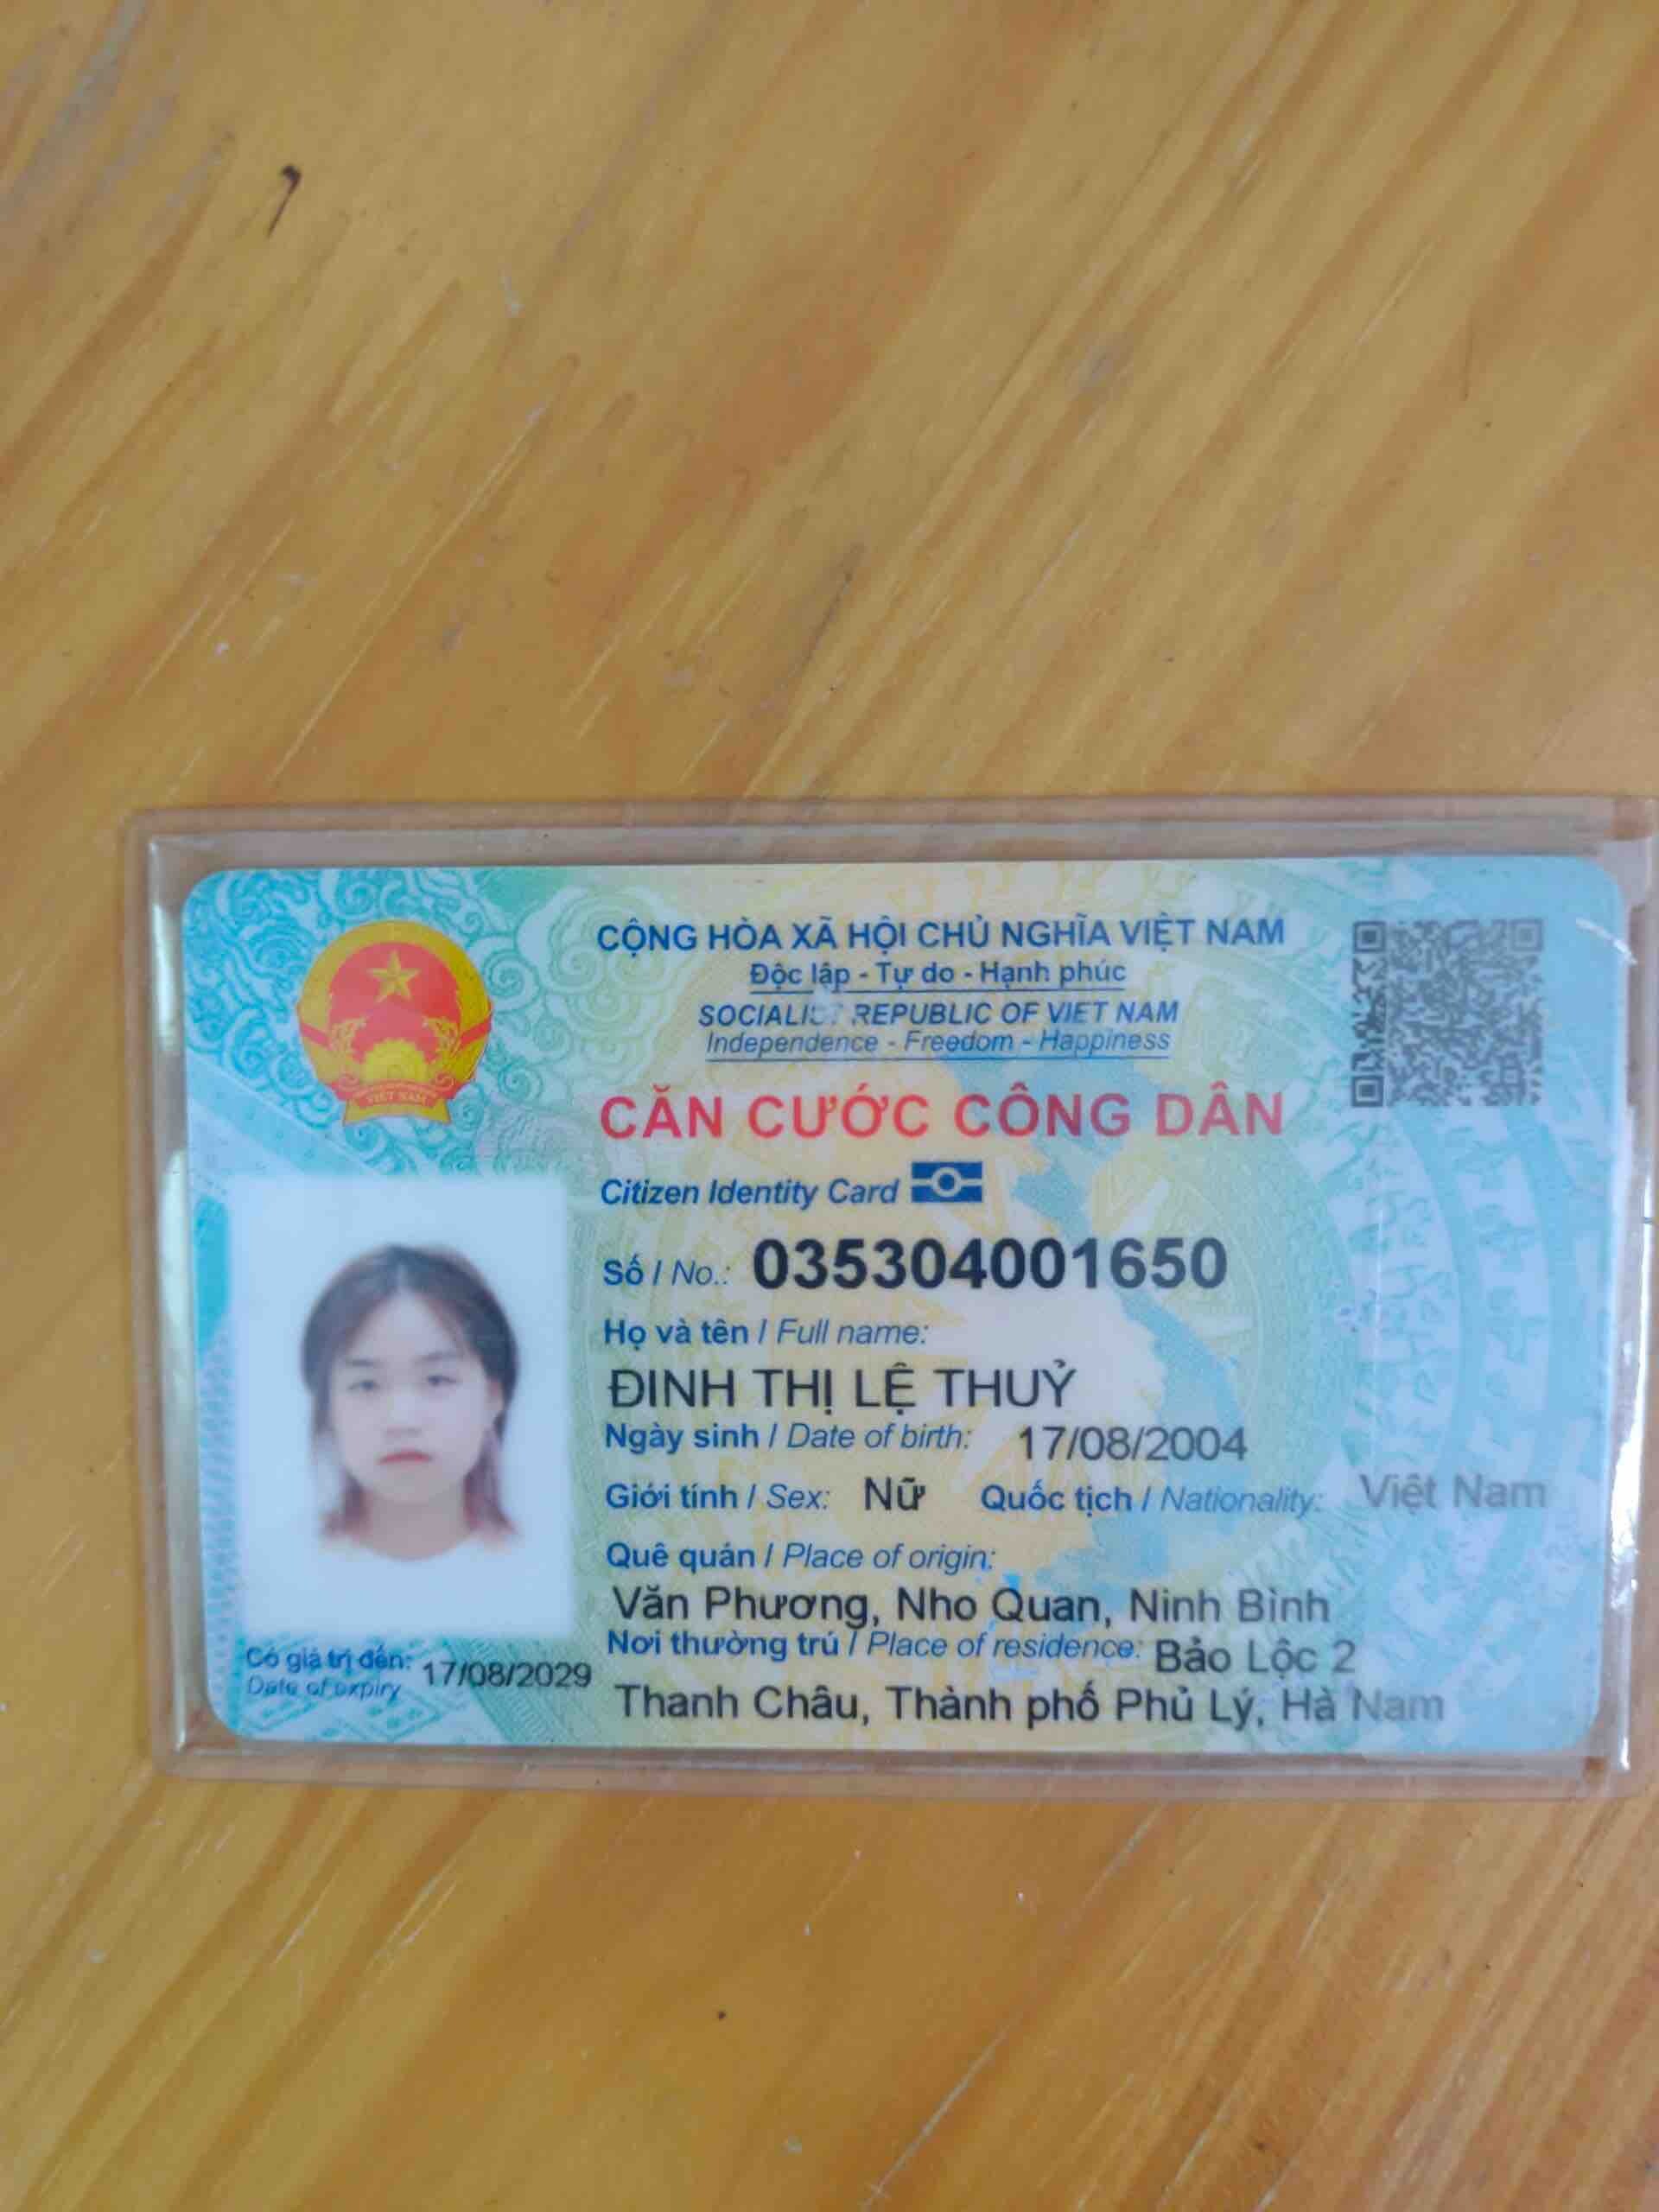 CỘNG HÒA XÃ HỘI CHỦ NGHĨA VIỆT NAM
Độc lập - Tự do - Hạnh phúc
SOCIALIST REPUBLIC OF VIET NAM
Independence - Freedom - Happiness
CĂN CƯỚC CÔNG DÂN
Citizen Identity Card
VIỆT NAM
Số / No.: 035304001650
Họ và tên / Full name:
ĐINH THỊ LỆ THUỶ
Ngày sinh / Date of birth: 17/08/2004
Giới tính / Sex: Nữ Quốc tịch / Nationality: Việt Nam
Quê quán / Place of origin:
Văn Phương, Nho Quan, Ninh Bình
Nơi thường trú / Place of residence: Bảo Lộc 2
Thanh Châu, Thành phố Phủ Lý, Hà Nam
Có giá trị đến: 17/08/2029
Date of expiry